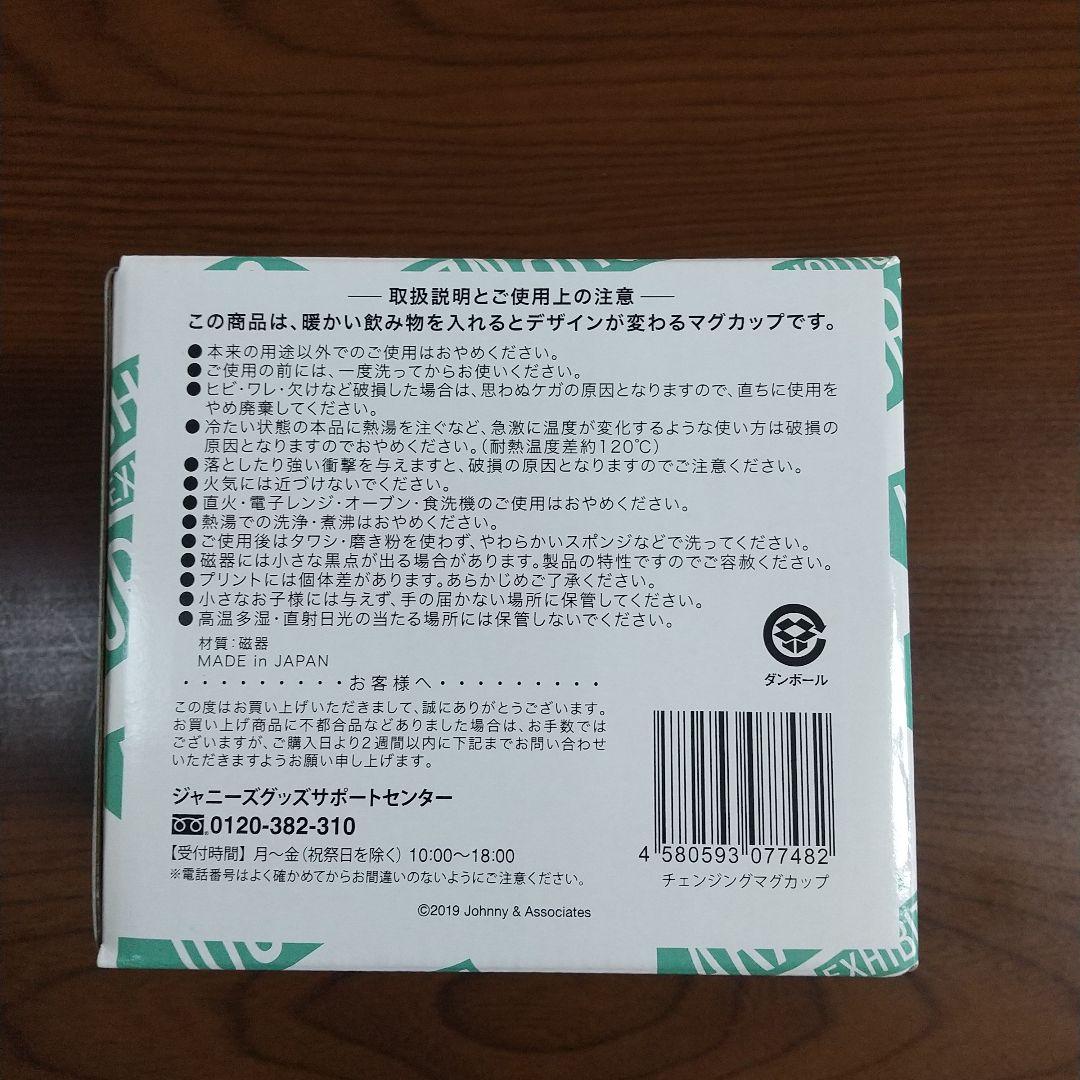 取扱説明とご使用上の注意
この商品は、暖かい飲み物を入れるとデザインが変わるマグカップです。
●本来の用途以外でのご使用はおやめください。
●ご使用の前には、一度洗ってからお使いください。
●ヒビ・ワレ・欠けなど破損した場合は、思わぬケガの原因となりますので、直ちに使用を
やめ廃棄してください。
●冷たい状態の本品に熱湯を注ぐなど、急激に温度が変化するような使い方は破損の
原因となりますのでおやめください。(耐熱温度差約120℃)
●落としたり強い衝撃を与えますと、破損の原因となりますのでご注意ください。
●火気には近づけないでください。
●直火・電子レンジ・オーブン・食洗機のご使用はおやめください。
●熱湯での洗浄・煮沸はおやめください。
●ご使用後はタワシ・磨き粉を使わず、やわらかいスポンジなどで洗ってください。
●磁器には小さな黒点が出る場合があります。製品の特性ですのでご容赦ください。
●プリントには個体差があります。あらかじめご了承ください。
●小さなお子様には与えず、手の届かない場所に保管してください。
●高温多湿・直射日光の当たる場所には保管しないでください。
材質:磁器
MADE in JAPAN
ダンボール
・・・・・・・・・お客様へ・・・・・・・・・
この度はお買い上げいただきまして、誠にありがとうございます。
お買い上げ商品に不都合品などありました場合は、お手数では
ございますが、ご購入日より2週間以内に下記までお問い合わせ
いただきますようお願い申し上げます。
ジャニーズグッズサポートセンター
0120-382-310
【受付時間】月〜金(祝祭日を除く)10:00〜18:00
※電話番号はよく確かめてからお間違いのないようにご注意ください。
4 580593 077482
チェンジングマグカップ
©2019 Johnny & Associates
EXHIB